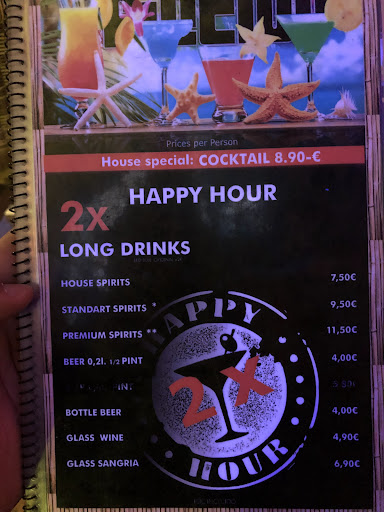 Prices per Person
House special: COCKTAIL 8.90-€
HAPPY HOUR
2x
LONG DRINKS
HOUSE SPIRITS 7,50€
STANDART SPIRITS * 9,50€
PREMIUM SPIRITS ** 11,50€
BEER 0,2l. 1/2 PINT 4,00€
PINT
BOTTLE BEER 4,00€
GLASS WINE 4,90€
GLASS SANGRIA 6,90€
HAPPY
2 x
HOUR